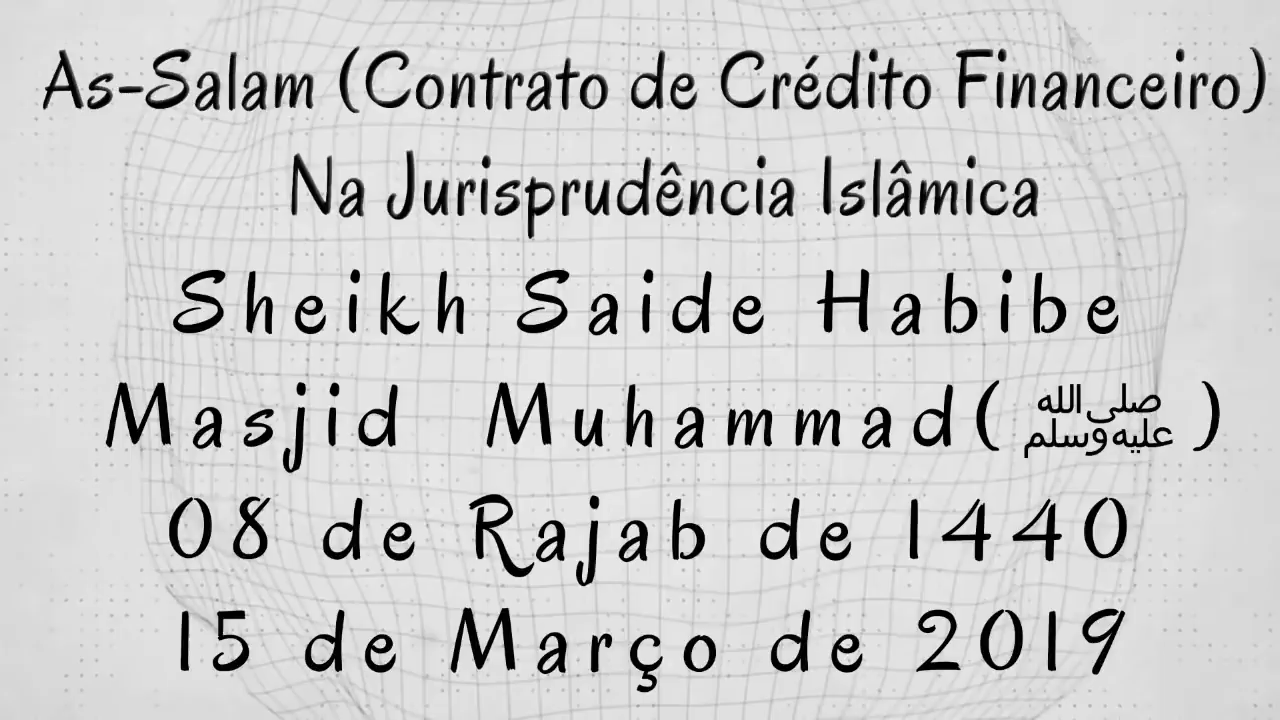 As-Salam (Contrato de Crédito Financeiro)
Na Jurisprudência Islâmica
Sheikh Saide Habibe
Masjid Muhammad( صلى الله عليه وسلم )
08 de Rajab de 1440
15 de Março de 2019